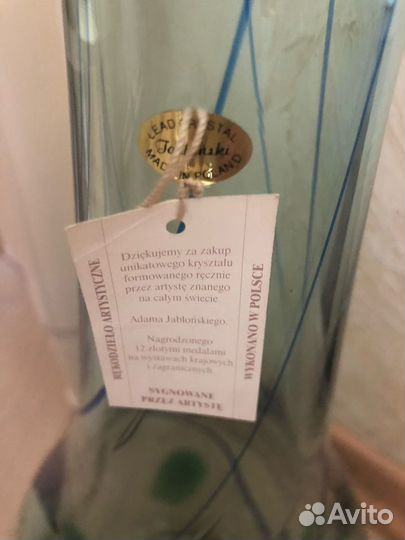 LEAD CRYSTAL
MADE IN POLAND
Dziękujemy za zakup
unikatowego kryształu
formowanego ręcznie
przez artystę znanego
na całym świecie
Adama Jabłońskiego.
Nagrodzonego
12 złotymi medalami
na wystawach krajowych
i zagranicznych
SYGNOWANE
PRZEZ ARTYSTĘ
RĘKODZIEŁO ARTYSTYCZNE
WYKONANO W POLSCE
Avito